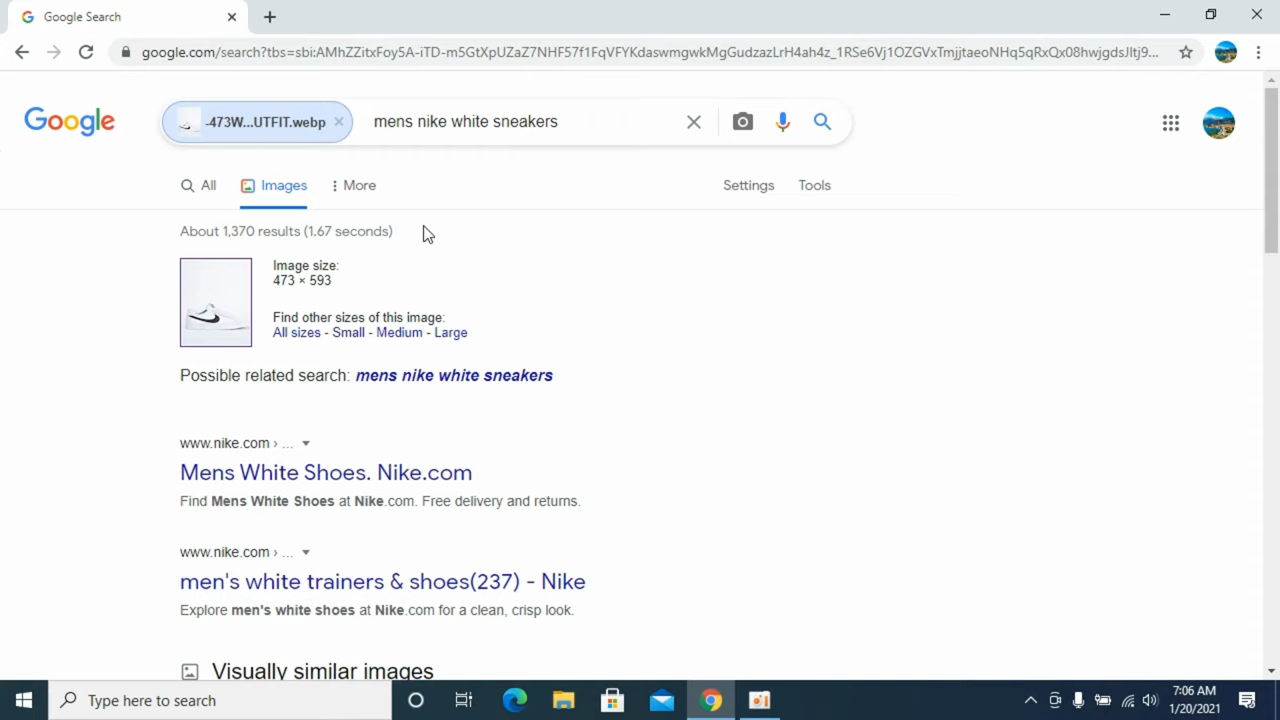 Google Search
google.com/search?tbs=sbi:AMhZZitxFoy5A-iTD-m5GtXpUZaZ7NHF57f1FqVFYKdaswmgwkMgGudzazLrH4ah4z_1RSe6Vj1OZGVxTmjjtaeoNHq5qRxQx08hwjgdsJltj9...
Google
-473W...UTFIT.webp
mens nike white sneakers
All
Images
More
Settings
Tools
About 1,370 results (1.67 seconds)
Image size:
473 × 593
Find other sizes of this image:
All sizes - Small - Medium - Large
Possible related search: mens nike white sneakers
www.nike.com › ...
Mens White Shoes. Nike.com
Find Mens White Shoes at Nike.com. Free delivery and returns.
www.nike.com › ...
men's white trainers & shoes(237) - Nike
Explore men's white shoes at Nike.com for a clean, crisp look.
Visually similar images
Type here to search
7:06 AM
1/20/2021